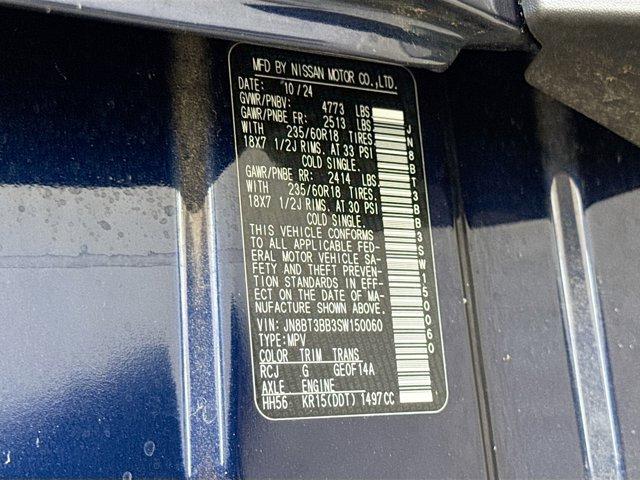 MFD BY NISSAN MOTOR CO.,LTD.
DATE: 10/24
GVWR/PNBV: 4773 LBS
GAWR/PNBE FR: 2513 LBS
WITH 235/60R18 TIRES.
18X7 1/2J RIMS. AT 33 PSI
COLD SINGLE.
GAWR/PNBE RR: 2414 LBS
WITH 235/60R18 TIRES.
18X7 1/2J RIMS. AT 30 PSI
COLD SINGLE.
THIS VEHICLE CONFORMS
TO ALL APPLICABLE FED-
ERAL MOTOR VEHICLE SA-
FETY AND THEFT PREVEN-
TION STANDARDS IN EFF-
ECT ON THE DATE OF MA-
NUFACTURE SHOWN ABOVE.
VIN: JN8BT3BB3SW150060
TYPE:MPV
COLOR TRIM TRANS
RCJ G GE0F14A
AXLE ENGINE
HH56 KR15(DDT) 1497CC
JN8BT3BB3SW150060